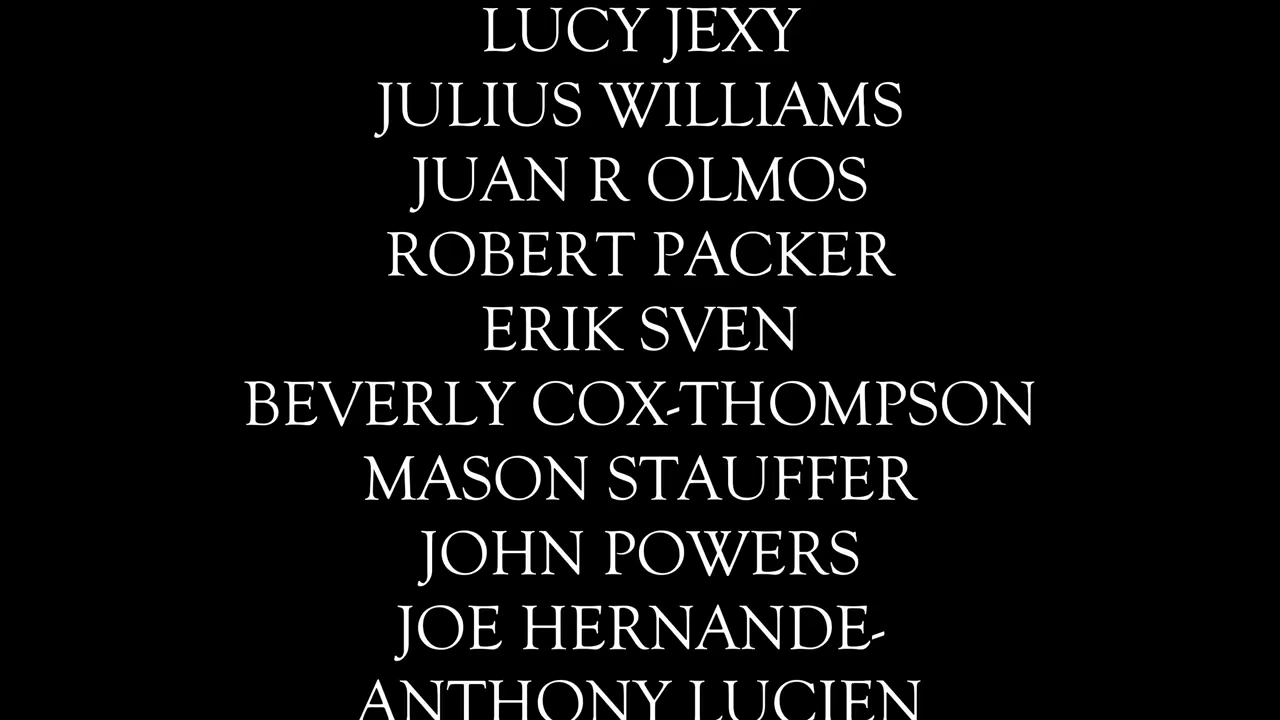 LUCY JEXY
JULIUS WILLIAMS
JUAN R OLMOS
ROBERT PACKER
ERIK SVEN
BEVERLY COX-THOMPSON
MASON STAUFFER
JOHN POWERS
JOE HERNANDE-
ANTHONY LUCIEN